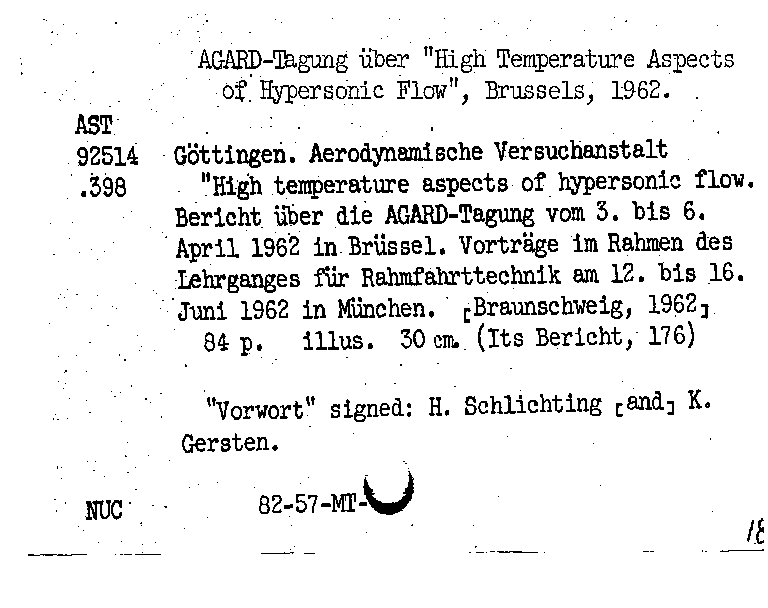 AGARD-Tagung über "High Temperature Aspects
of Hypersonic Flow", Brussels, 1962.
AST
92514 Göttingen. Aerodynamische Versuchanstalt
.398 "High temperature aspects of hypersonic flow.
Bericht über die AGARD-Tagung vom 3. bis 6.
April 1962 in Brüssel. Vorträge im Rahmen des
Lehrganges für Rahmfahrttechnik am 12. bis 16.
Juni 1962 in München. [Braunschweig, 1962]
84 p. illus. 30 cm. (Its Bericht, 176)
"Vorwort" signed: H. Schlichting [and] K.
Gersten.
NUC 82-57-MT-
18